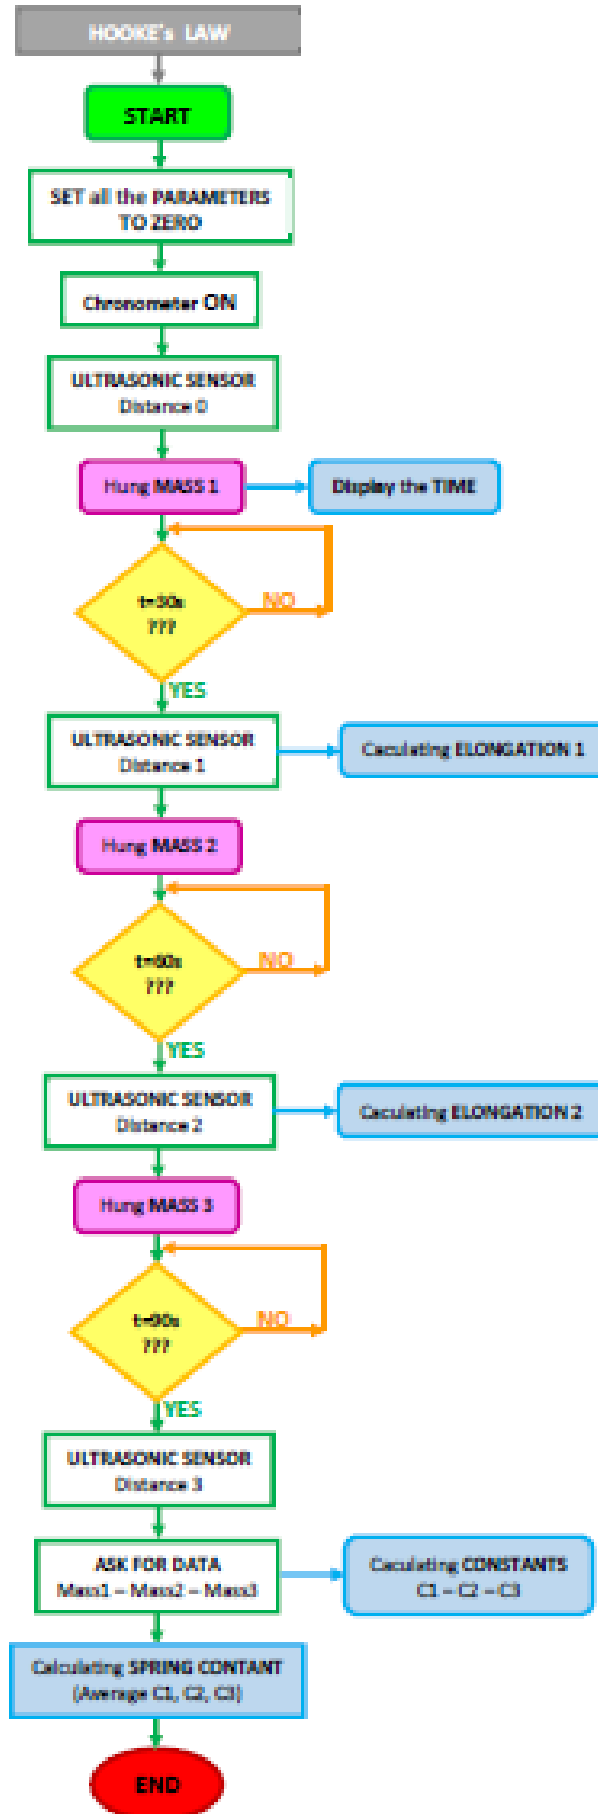 HOOKE's LAW
START
SET all the PARAMETERS
TO ZERO
Chronometer ON
ULTRASONIC SENSOR
Distance 0
Hung MASS 1
Display the TIME
t=30s
???
NO
YES
ULTRASONIC SENSOR
Distance 1
Caculating ELONGATION 1
Hung MASS 2
t=60s
???
NO
YES
ULTRASONIC SENSOR
Distance 2
Caculating ELONGATION 2
Hung MASS 3
t=90s
???
NO
YES
ULTRASONIC SENSOR
Distance 3
ASK FOR DATA
Mass1 – Mass2 – Mass3
Caculating CONSTANTS
C1 – C2 – C3
Calculating SPRING CONTANT
(Average C1, C2, C3)
END